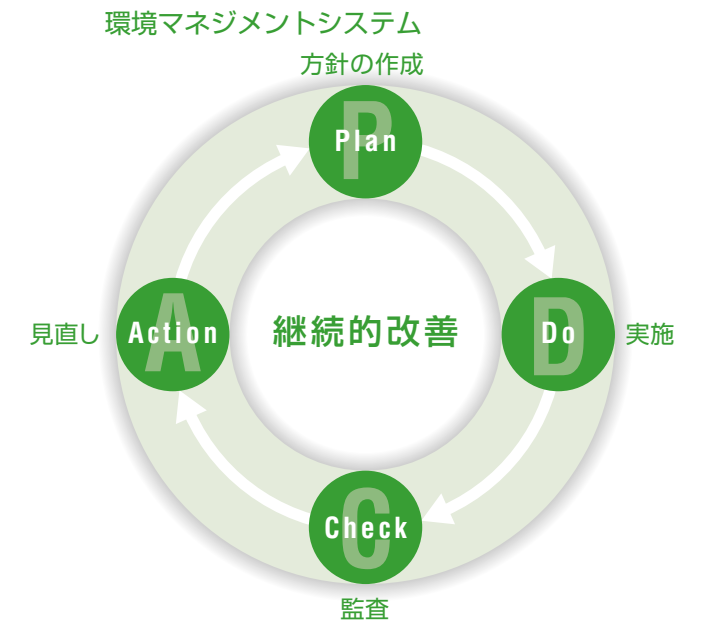 環境マネジメントシステム
方針の作成
P
Plan
見直し
A
Action
継続的改善
D
Do
実施
C
Check
監査